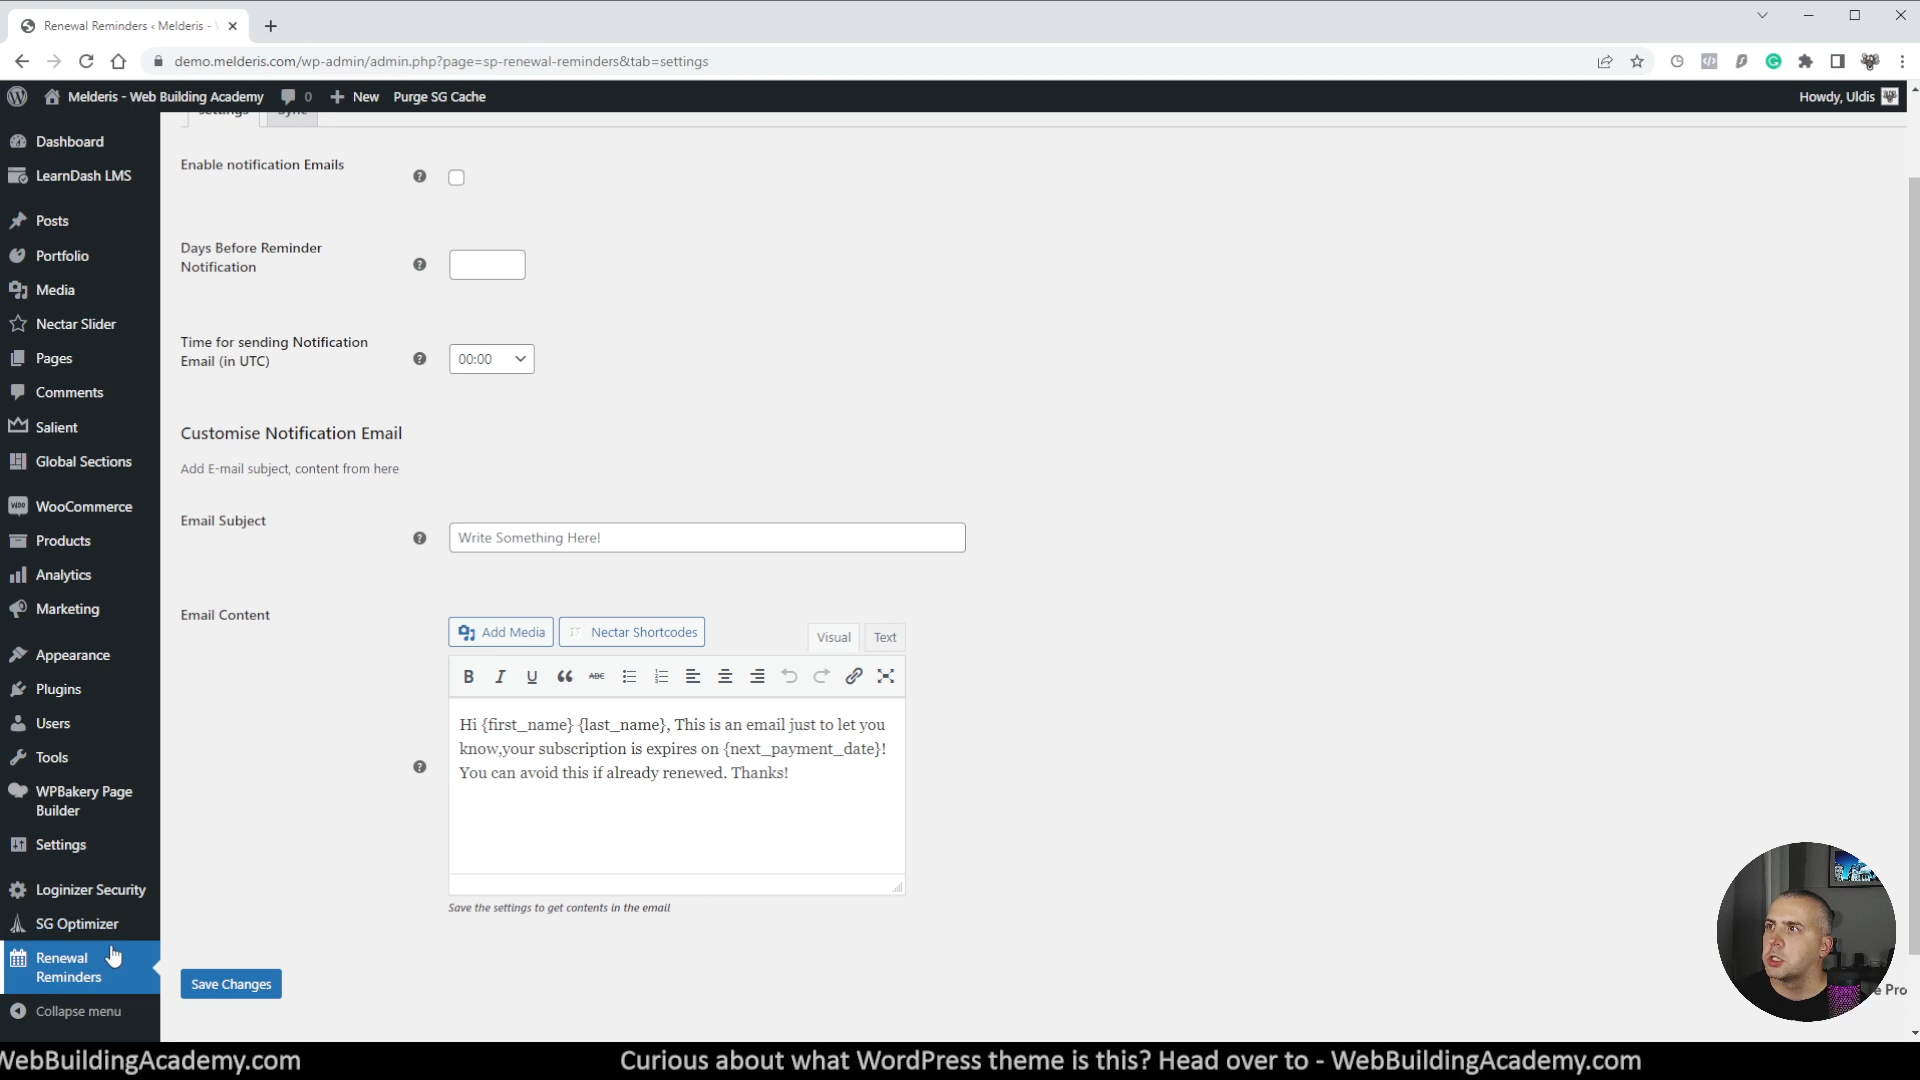 Renewal Reminders ‹ Melderis -
demo.melderis.com/wp-admin/admin.php?page=sp-renewal-reminders&tab=settings
Melderis - Web Building Academy
0
New
Purge SG Cache
Howdy, Uldis
Settings
Sync
Dashboard
LearnDash LMS
Posts
Portfolio
Media
Nectar Slider
Pages
Comments
Salient
Global Sections
WooCommerce
Products
Analytics
Marketing
Appearance
Plugins
Users
Tools
WPBakery Page
Builder
Settings
Loginizer Security
SG Optimizer
Renewal
Reminders
Collapse menu
Enable notification Emails
Days Before Reminder
Notification
Time for sending Notification
Email (in UTC)
00:00
Customise Notification Email
Add E-mail subject, content from here
Email Subject
Write Something Here!
Email Content
Add Media
Nectar Shortcodes
Visual
Text
B I U ABC
Hi {first_name} {last_name}, This is an email just to let you
know,your subscription is expires on {next_payment_date}!
You can avoid this if already renewed. Thanks!
Save the settings to get contents in the email
Save Changes
e Pro
WebBuildingAcademy.com
Curious about what WordPress theme is this? Head over to - WebBuildingAcademy.com